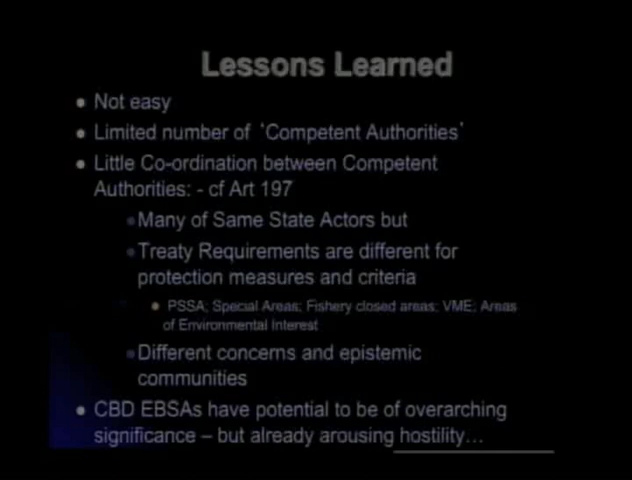 Lessons Learned
● Not easy
● Limited number of 'Competent Authorities'
● Little Co-ordination between Competent
Authorities: - cf Art 197
●Many of Same State Actors but
●Treaty Requirements are different for
protection measures and criteria
● PSSA; Special Areas; Fishery closed areas; VME; Areas
of Environmental Interest
●Different concerns and epistemic
communities
● CBD EBSAs have potential to be of overarching
significance – but already arousing hostility…